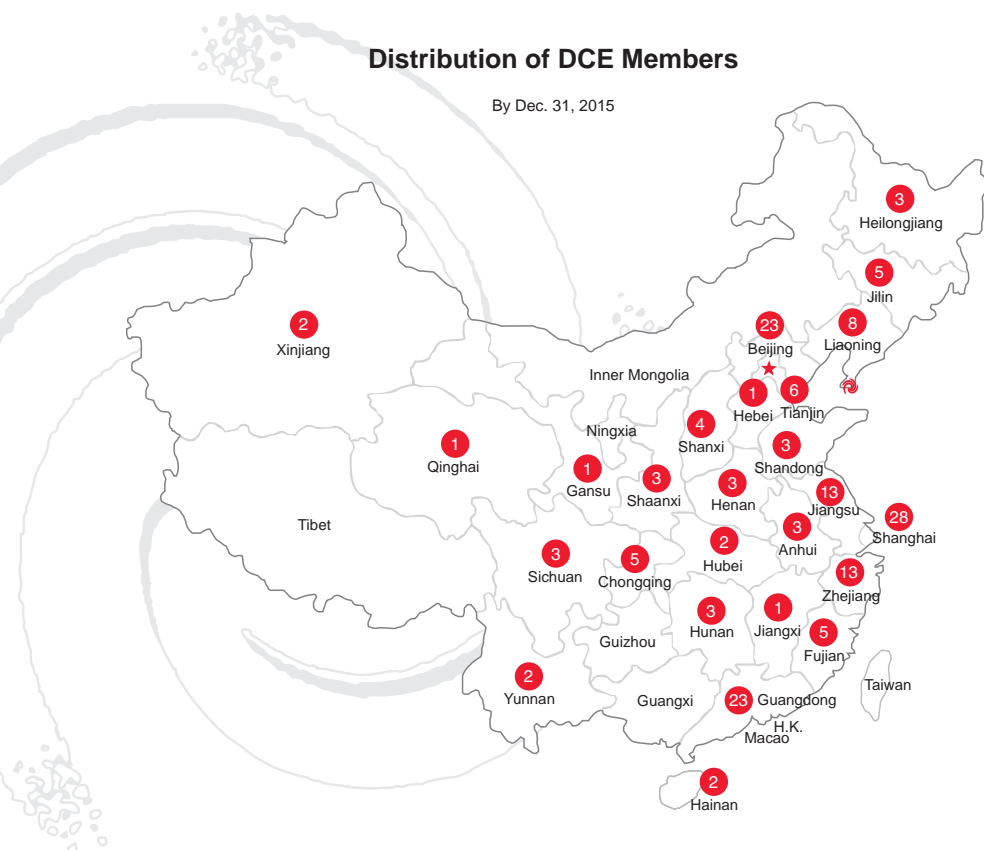 Distribution of DCE Members
By Dec. 31, 2015
3
Heilongjiang
5
Jilin
8
Liaoning
23
Beijing
2
Xinjiang
Inner Mongolia
1
Hebei
6
Tianjin
4
Shanxi
Ningxia
1
Qinghai
3
Shandong
1
Gansu
3
Shaanxi
3
Henan
13
Jiangsu
28
Shanghai
Tibet
3
Anhui
2
Hubei
3
Sichuan
5
Chongqing
13
Zhejiang
3
Hunan
1
Jiangxi
5
Fujian
Guizhou
2
Yunnan
Guangxi
23
Guangdong
Taiwan
H.K.
Macao
2
Hainan